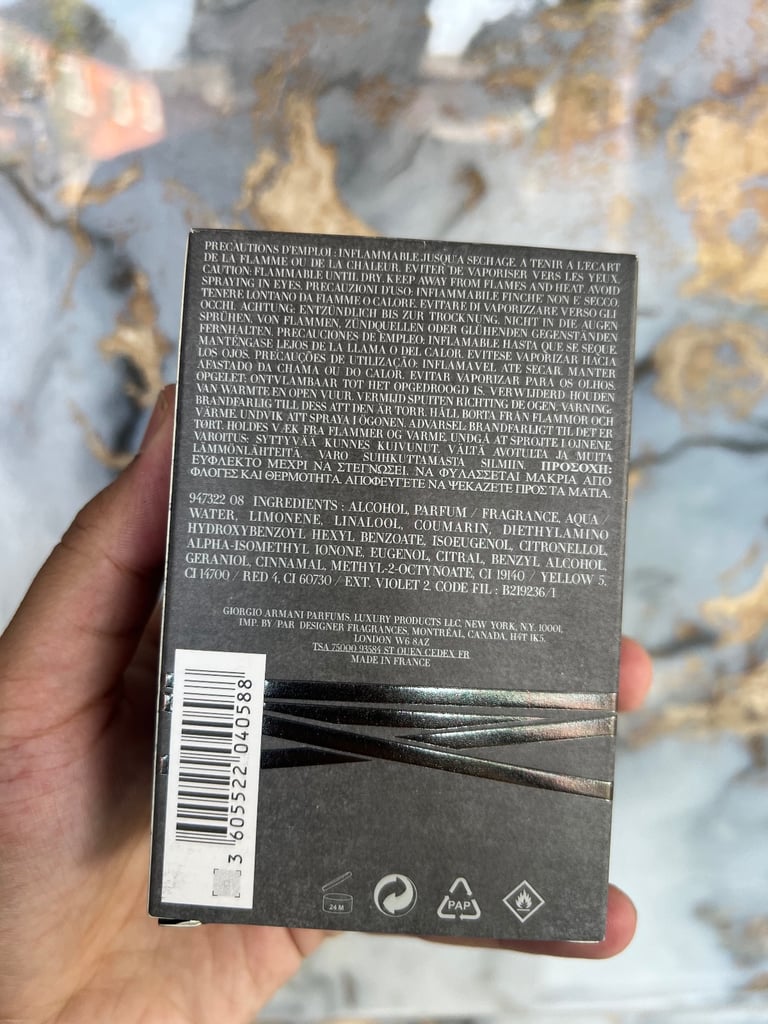 PRECAUTIONS D'EMPLOI : INFLAMMABLE JUSQU'A SECHAGE. A TENIR A L'ECART
DE LA FLAMME OU DE LA CHALEUR. EVITER DE VAPORISER VERS LES YEUX.
CAUTION: FLAMMABLE UNTIL DRY. KEEP AWAY FROM FLAMES AND HEAT. AVOID
SPRAYING IN EYES. PRECAUZIONI D'USO: INFIAMMABILE FINCHE' NON E' SECCO
TENERE LONTANO DA FIAMME O CALORE. EVITARE DI VAPORIZZARE VERSO GLI
OCCHI. ACHTUNG: ENTZÜNDLICH BIS ZUR TROCKNUNG. NICHT IN DIE AUGEN
SPRÜHEN, VON FLAMMEN, ZÜNDQUELLEN ODER GLÜHENDEN GEGENSTÄNDEN
FERNHALTEN. PRECAUCIONES DE EMPLEO: INFLAMABLE HASTA QUE SE SEQUE
MANTÉNGASE LEJOS DE LA LLAMA O DEL CALOR. EVITESE VAPORIZAR HACIA
LOS OJOS. PRECAUÇÕES DE UTILIZAÇÃO: INFLAMÁVEL ATE SECAR. MANTER
AFASTADO DA CHAMA OU DO CALOR. EVITAR VAPORIZAR PARA OS OLHOS.
OPGELET: ONTVLAMBAAR TOT HET OPGEDROOGD IS. VERWIJDERD HOUDEN
VAN WARMTE EN OPEN VUUR. VERMIJD SPUITEN RICHTING DE OGEN. VARNING:
BRANDFARLIG TILL DESS ATT DEN ÄR TORR. HÅLL BORTA FRÅN FLAMMOR OCH
VÄRME. UNDVIK ATT SPRAYA I ÖGONEN. ADVARSEL: BRANDFARLIGT TIL DET ER
TØRT. HOLDES VÆK FRA FLAMMER OG VARME. UNDGÅ AT SPROJTE I OJNENE.
VAROITUS: SYTTYVÄÄ KUNNES KUIVUNUT. VÄLTÄ AVOTULTA JA MUITA
LÄMMÖNLÄHTEITÄ. VARO SUIHKUTTAMASTA SILMIIN. ΠΡΟΣΟΧΗ:
ΕΥΦΛΕΚΤΟ ΜΕΧΡΙ ΝΑ ΣΤΕΓΝΩΣΕΙ. ΝΑ ΦΥΛΑΣΣΕΤΑΙ ΜΑΚΡΙΑ ΑΠΟ
ΦΛΟΓΕΣ ΚΑΙ ΘΕΡΜΟΤΗΤΑ. ΑΠΟΦΕΥΓΕΤΕ ΝΑ ΨΕΚΑΖΕΤΕ ΠΡΟΣ ΤΑ ΜΑΤΙΑ.
947322 08 INGREDIENTS : ALCOHOL, PARFUM / FRAGRANCE, AQUA /
WATER, LIMONENE, LINALOOL, COUMARIN, DIETHYLAMINO
HYDROXYBENZOYL HEXYL BENZOATE, ISOEUGENOL, CITRONELLOL,
ALPHA-ISOMETHYL IONONE, EUGENOL, CITRAL, BENZYL ALCOHOL,
GERANIOL, CINNAMAL, METHYL-2-OCTYNOATE, CI 19140 / YELLOW 5,
CI 14700 / RED 4, CI 60730 / EXT. VIOLET 2. CODE FIL : B219236/1
GIORGIO ARMANI PARFUMS, LUXURY PRODUCTS LLC, NEW YORK, N.Y. 10001,
IMP. BY/PAR DESIGNER FRAGRANCES, MONTRÉAL, CANADA, H4T 1K5,
LONDON W6 8AZ
TSA 75000 93584 ST OUEN CEDEX FR
MADE IN FRANCE
3 605522 040588
24 M
PAP